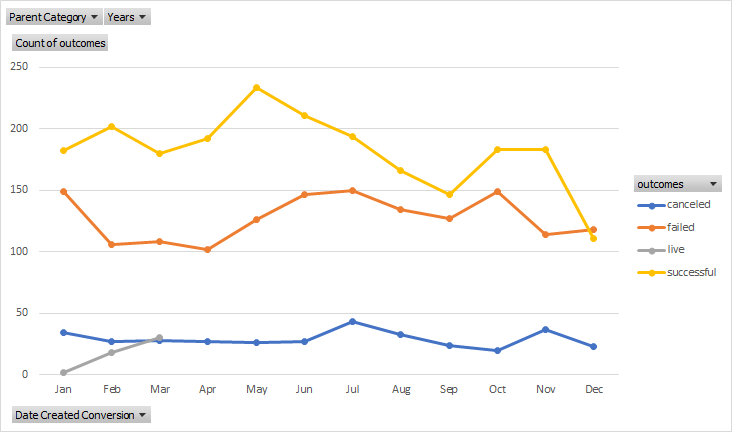 Parent Category Years
Count of outcomes
250
200
150
100
50
0
Jan Feb Mar Apr May Jun Jul Aug Sep Oct Nov Dec
outcomes
canceled
failed
live
successful
Date Created Conversion